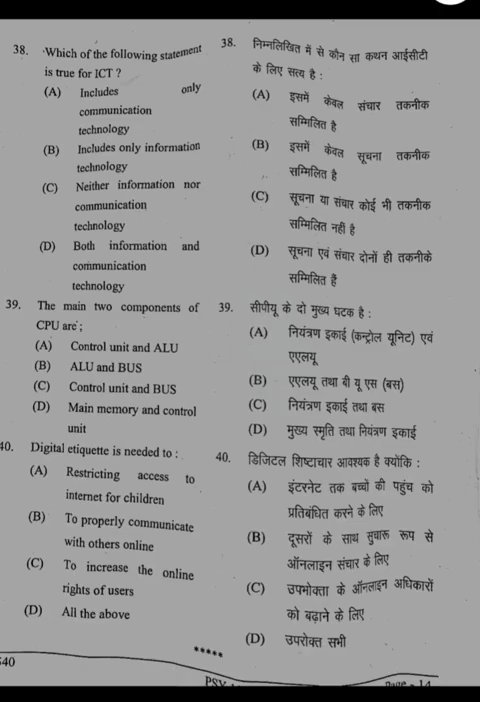 38. Which of the following statement
is true for ICT ?
(A) Includes only
communication
technology
(B) Includes only information
technology
(C) Neither information nor
communication
technology
(D) Both information and
communication
technology
39. The main two components of
CPU are ;
(A) Control unit and ALU
(B) ALU and BUS
(C) Control unit and BUS
(D) Main memory and control
unit
40. Digital etiquette is needed to :
(A) Restricting access to
internet for children
(B) To properly communicate
with others online
(C) To increase the online
rights of users
(D) All the above
38. निम्नलिखित में से कौन सा कथन आईसीटी
के लिए सत्य है :
(A) इसमें केवल संचार तकनीक
सम्मिलित है
(B) इसमें केवल सूचना तकनीक
सम्मिलित है
(C) सूचना या संचार कोई भी तकनीक
सम्मिलित नहीं है
(D) सूचना एवं संचार दोनों ही तकनीके
सम्मिलित हैं
39. सीपीयू के दो मुख्य घटक है :
(A) नियंत्रण इकाई (कन्ट्रोल यूनिट) एवं
एएलयू
(B) एएलयू तथा बी यू एस (बस)
(C) नियंत्रण इकाई तथा बस
(D) मुख्य स्मृति तथा नियंत्रण इकाई
40. डिजिटल शिष्टाचार आवश्यक है क्योंकि :
(A) इंटरनेट तक बच्चों की पहुंच को
प्रतिबंधित करने के लिए
(B) दूसरों के साथ सुचारू रूप से
ऑनलाइन संचार के लिए
(C) उपभोक्ता के ऑनलाइन अधिकारों
को बढ़ाने के लिए
(D) उपरोक्त सभी
*****
540
Page - 14